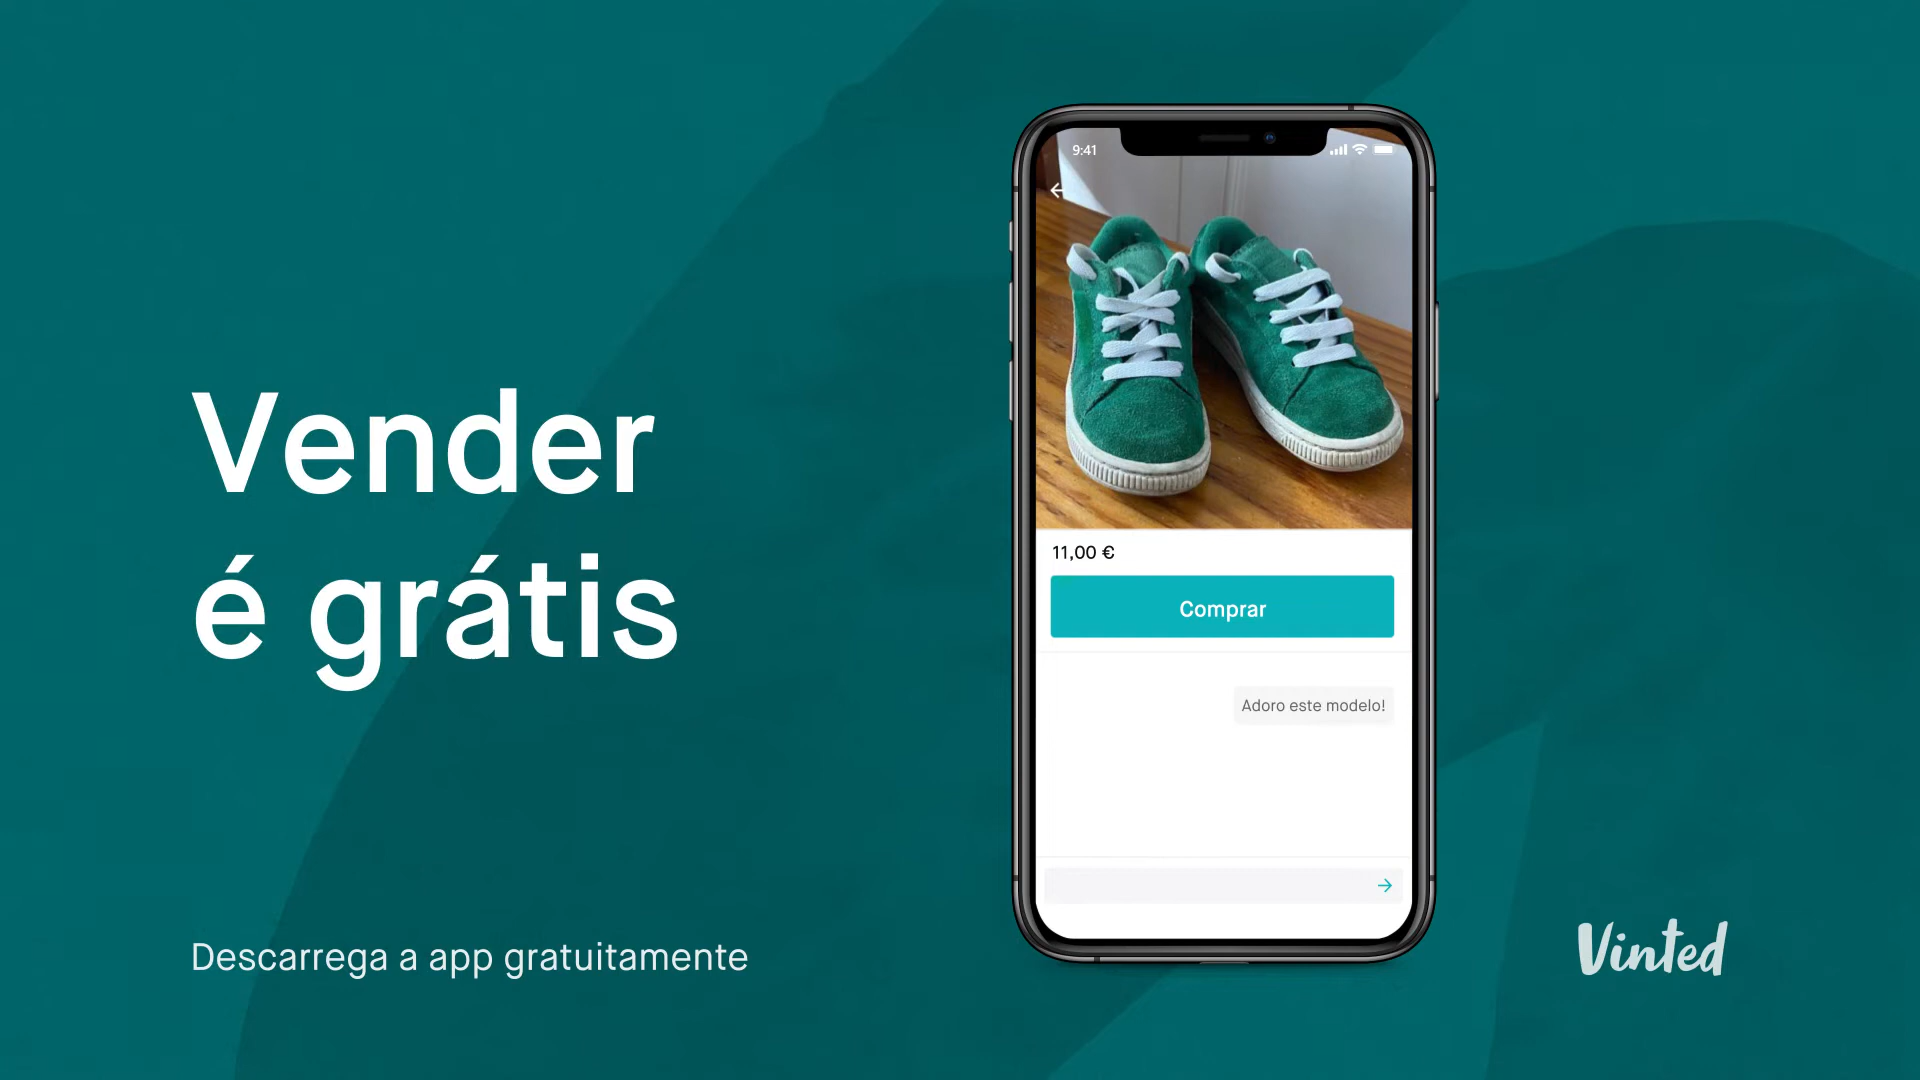 Vender
é grátis
Descarrega a app gratuitamente
9:41
11,00 €
Comprar
Adoro este modelo!
Vinted